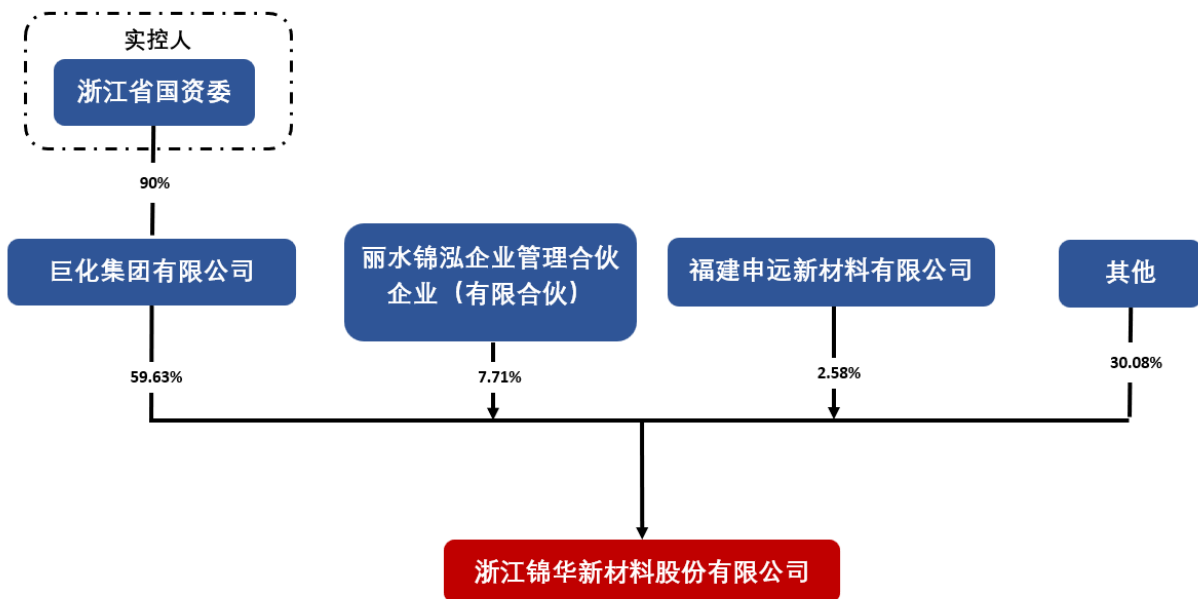 实控人
浙江省国资委
90%
巨化集团有限公司
丽水锦泓企业管理合伙
企业（有限合伙）
福建申远新材料有限公司
其他
59.63%
7.71%
2.58%
30.08%
浙江锦华新材料股份有限公司